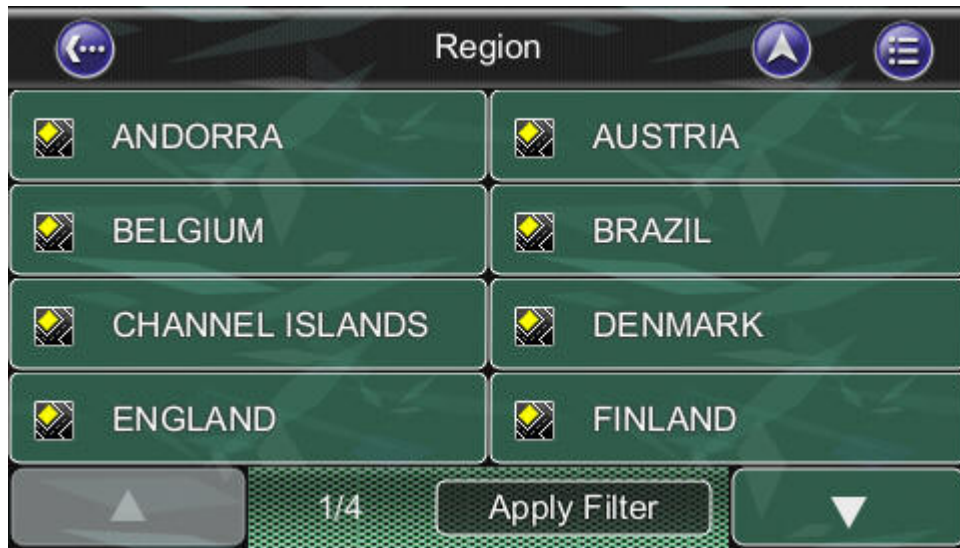 Region
ANDORRA
AUSTRIA
BELGIUM
BRAZIL
CHANNEL ISLANDS
DENMARK
ENGLAND
FINLAND
1/4
Apply Filter